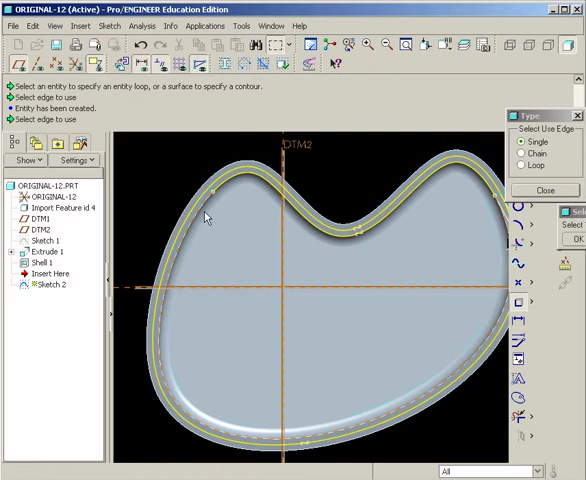 ORIGINAL-12 (Active) - Pro/ENGINEER Education Edition
File Edit View Insert Sketch Analysis Info Applications Tools Window Help
Select an entity to specify an entity loop, or a surface to specify a contour.
Select edge to use
Entity has been created.
Select edge to use
Type
Select Use Edge
Single
Chain
Loop
Close
Show
Settings
ORIGINAL-12.PRT
ORIGINAL-12
Import Feature id 4
DTM1
DTM2
Sketch 1
Extrude 1
Shell 1
Insert Here
Sketch 2
DTM2
Sele
Select 1
OK
All